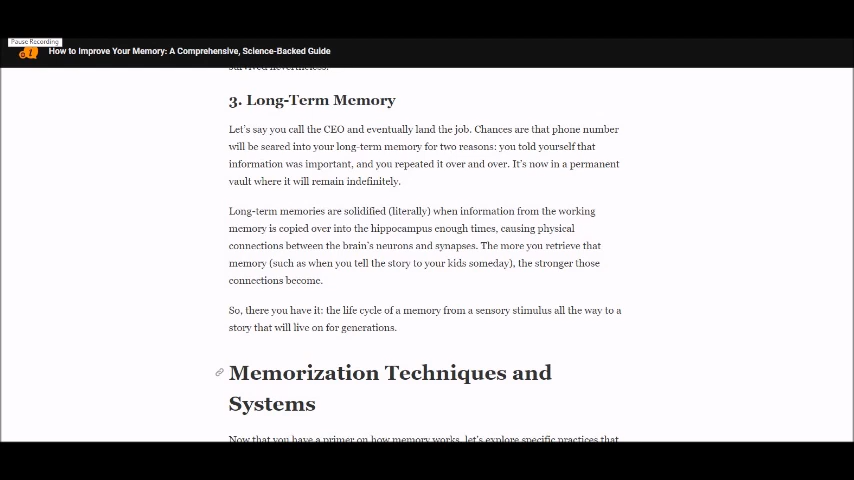 Pause Recording
How to Improve Your Memory: A Comprehensive, Science-Backed Guide
survived nevertheless.
3. Long-Term Memory
Let's say you call the CEO and eventually land the job. Chances are that phone number
will be seared into your long-term memory for two reasons: you told yourself that
information was important, and you repeated it over and over. It's now in a permanent
vault where it will remain indefinitely.
Long-term memories are solidified (literally) when information from the working
memory is copied over into the hippocampus enough times, causing physical
connections between the brain's neurons and synapses. The more you retrieve that
memory (such as when you tell the story to your kids someday), the stronger those
connections become.
So, there you have it: the life cycle of a memory from a sensory stimulus all the way to a
story that will live on for generations.
Memorization Techniques and
Systems
Now that you have a primer on how memory works, let's explore specific practices that